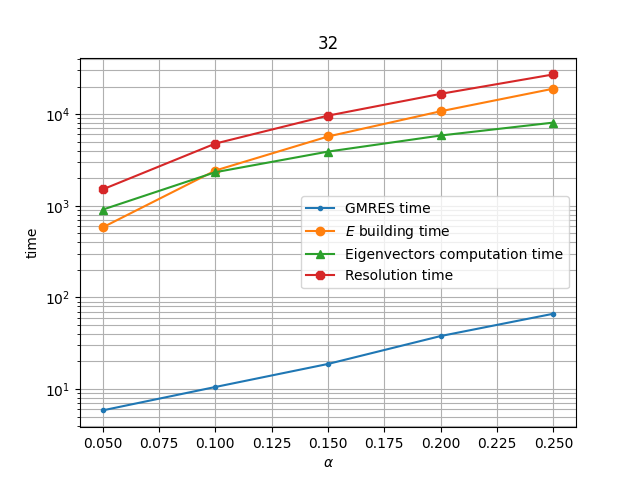 32
time
10⁴
10³
10²
10¹
GMRES time
E building time
Eigenvectors computation time
Resolution time
0.050 0.075 0.100 0.125 0.150 0.175 0.200 0.225 0.250
α